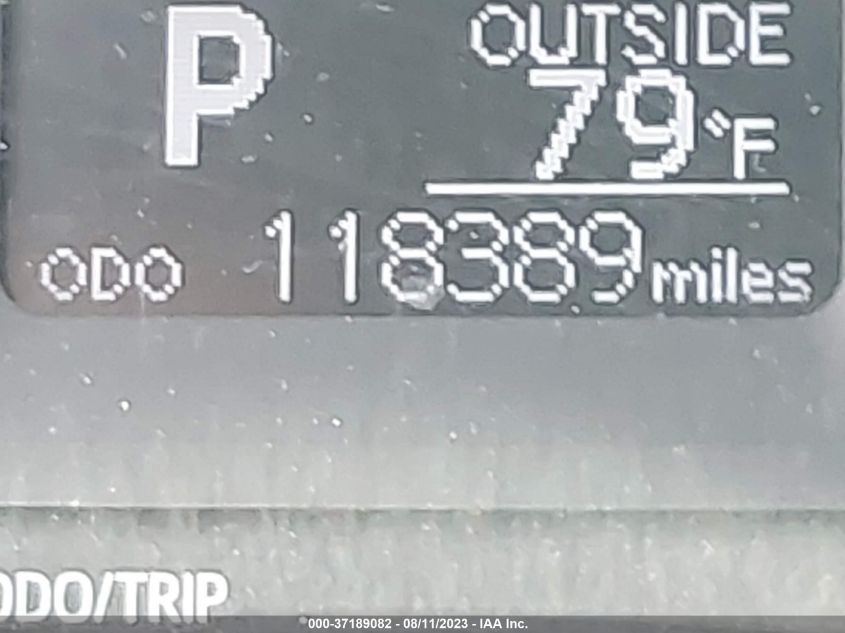 P OUTSIDE
79°F
ODO 118389 miles
ODO/TRIP
000-37189082 - 08/11/2023 - IAA Inc.